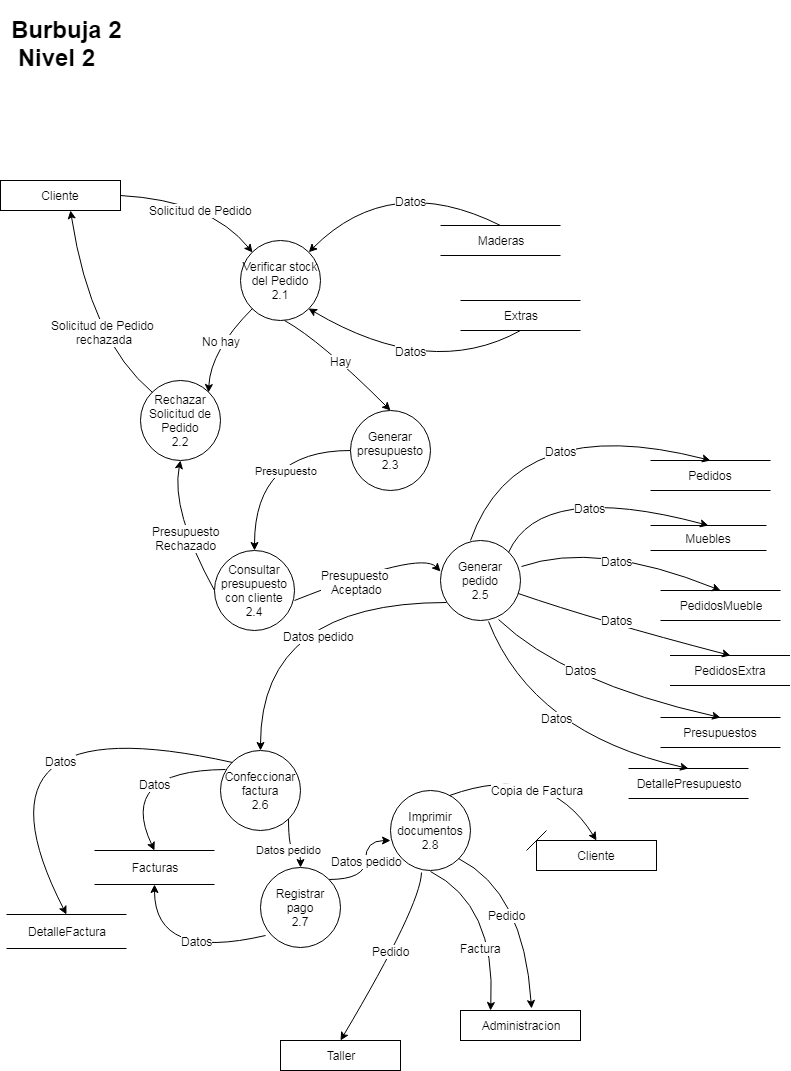 Burbuja 2
Nivel 2
Cliente
Solicitud de Pedido
Datos
Maderas
Verificar stock
del Pedido
2.1
Extras
Datos
Solicitud de Pedido
rechazada
No hay
Hay
Rechazar
Solicitud de
Pedido
2.2
Generar
presupuesto
2.3
Presupuesto
Datos
Pedidos
Datos
Muebles
Presupuesto
Rechazado
Consultar
presupuesto
con cliente
2.4
Presupuesto
Aceptado
Generar
pedido
2.5
Datos
PedidosMueble
Datos
PedidosExtra
Datos pedido
Datos
Presupuestos
Datos
DetallePresupuesto
Datos
Datos
Confeccionar
factura
2.6
Copia de Factura
Imprimir
documentos
2.8
Datos pedido
Datos pedido
Cliente
Facturas
Registrar
pago
2.7
DetalleFactura
Datos
Pedido
Factura
Pedido
Administracion
Taller